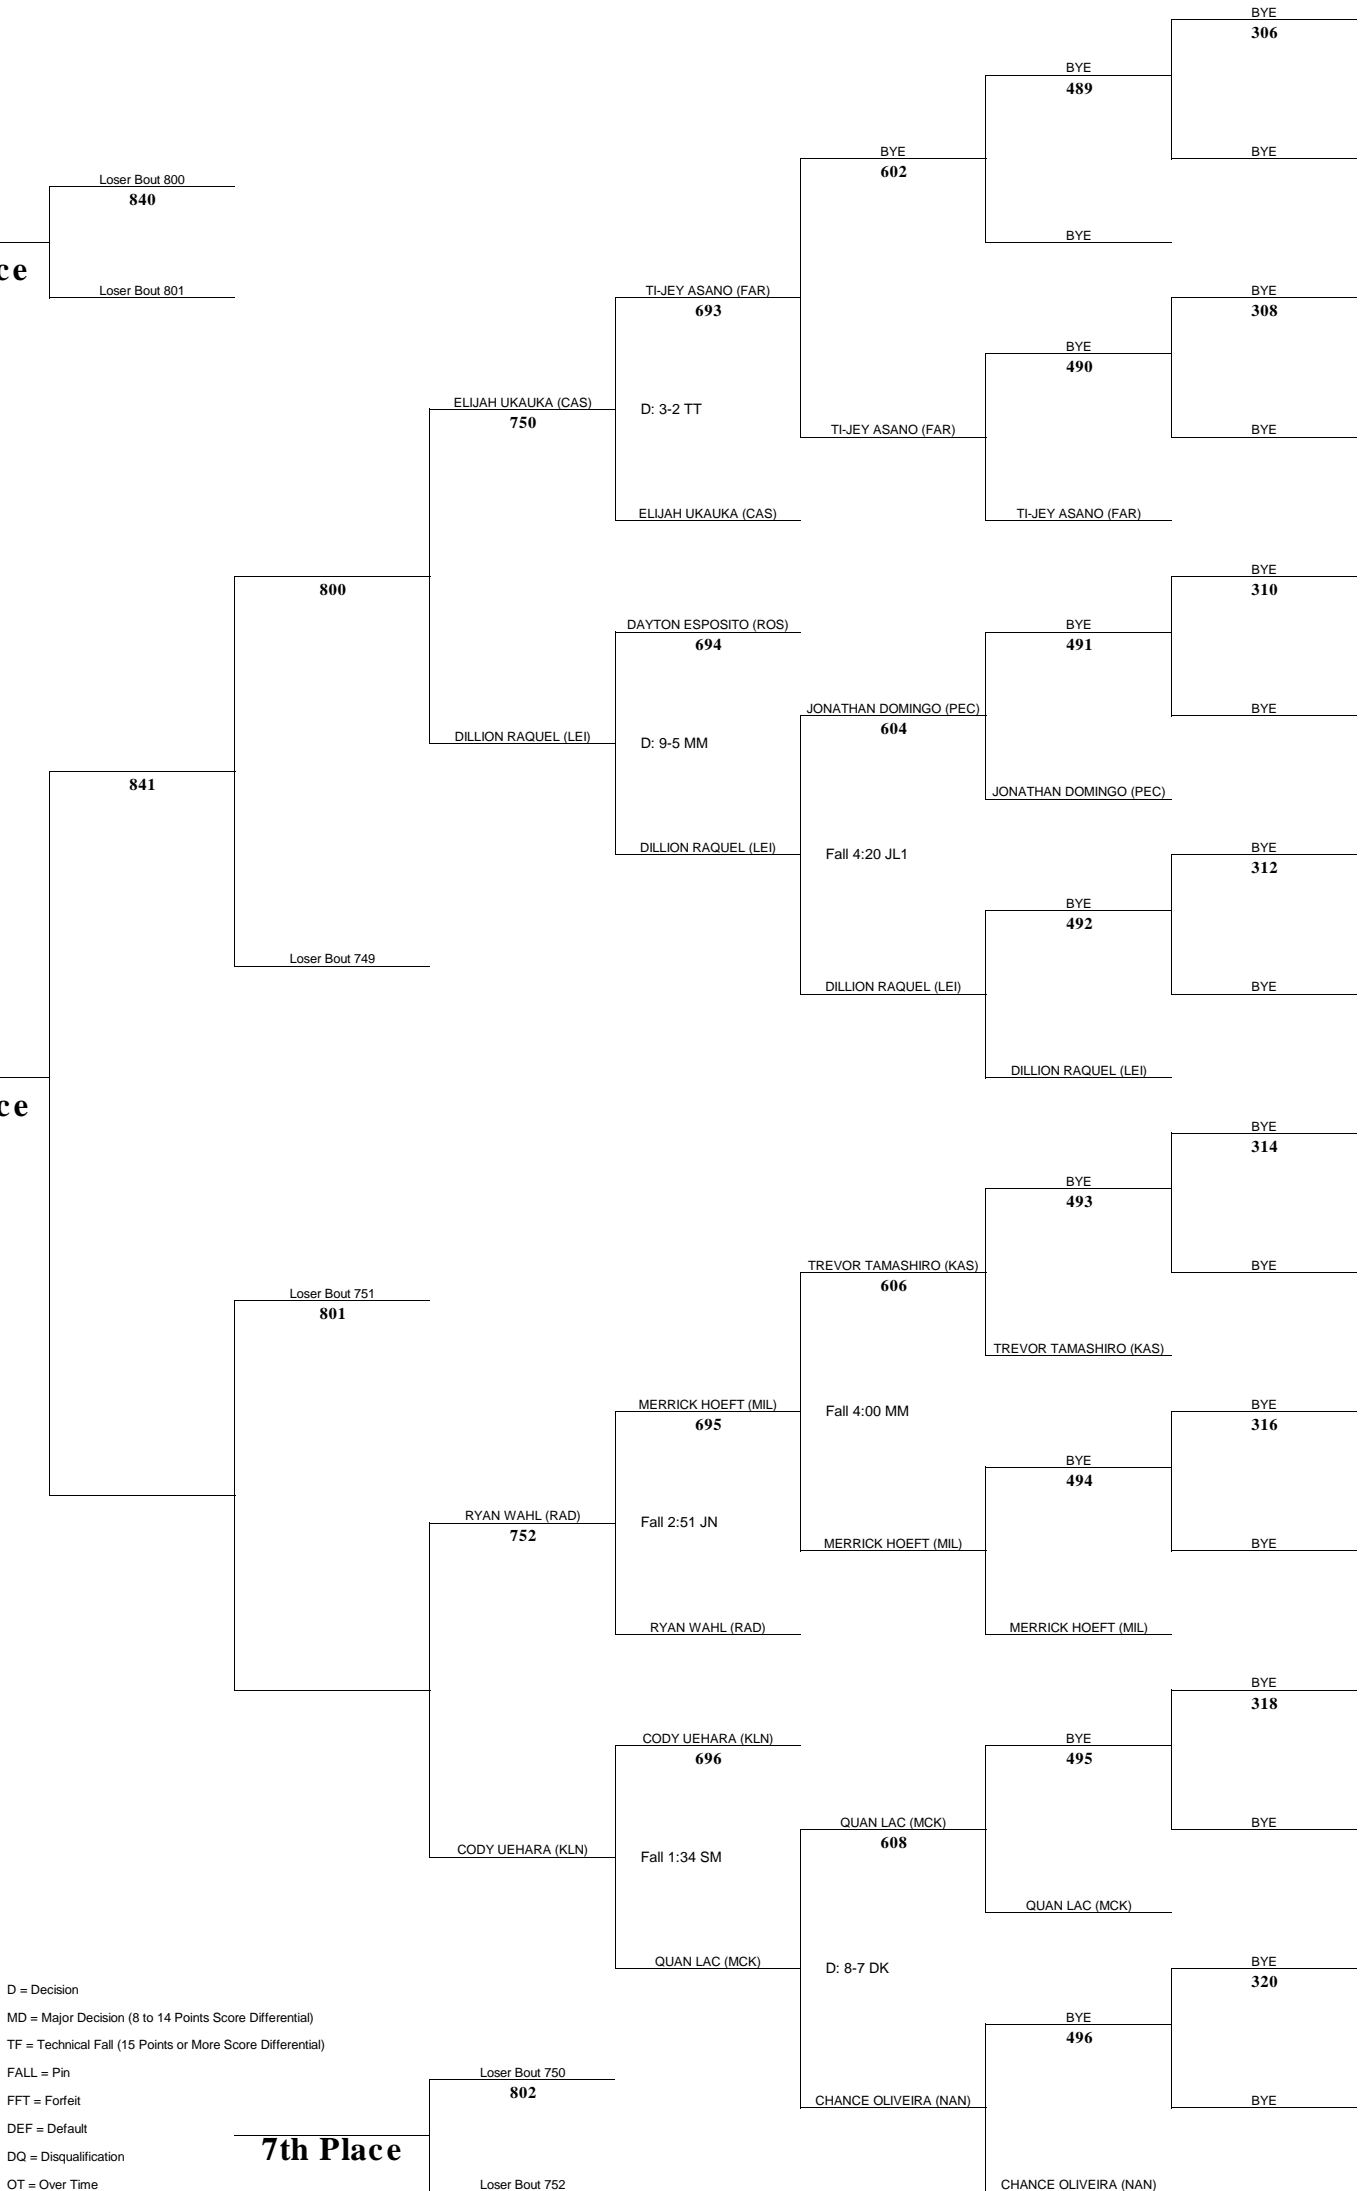 BYE
306
BYE
489
BYE
602
BYE
Loser Bout 800
840
BYE
ce
Loser Bout 801
TI-JEY ASANO (FAR)
693
BYE
308
BYE
490
ELIJAH UKAUKA (CAS)
750
D: 3-2 TT
TI-JEY ASANO (FAR)
BYE
ELIJAH UKAUKA (CAS)
TI-JEY ASANO (FAR)
800
BYE
310
DAYTON ESPOSITO (ROS)
694
BYE
491
JONATHAN DOMINGO (PEC)
604
BYE
DILLION RAQUEL (LEI)
D: 9-5 MM
841
JONATHAN DOMINGO (PEC)
DILLION RAQUEL (LEI)
Fall 4:20 JL1
BYE
312
BYE
492
Loser Bout 749
DILLION RAQUEL (LEI)
BYE
DILLION RAQUEL (LEI)
ce
BYE
314
BYE
493
TREVOR TAMASHIRO (KAS)
606
BYE
Loser Bout 751
801
TREVOR TAMASHIRO (KAS)
MERRICK HOEFT (MIL)
695
Fall 4:00 MM
BYE
316
BYE
494
RYAN WAHL (RAD)
752
Fall 2:51 JN
MERRICK HOEFT (MIL)
BYE
RYAN WAHL (RAD)
MERRICK HOEFT (MIL)
BYE
318
CODY UEHARA (KLN)
696
BYE
495
QUAN LAC (MCK)
608
BYE
CODY UEHARA (KLN)
Fall 1:34 SM
QUAN LAC (MCK)
QUAN LAC (MCK)
D: 8-7 DK
BYE
320
D = Decision
MD = Major Decision (8 to 14 Points Score Differential)
BYE
496
TF = Technical Fall (15 Points or More Score Differential)
FALL = Pin
Loser Bout 750
802
FFT = Forfeit
CHANCE OLIVEIRA (NAN)
BYE
DEF = Default
7th Place
DQ = Disqualification
OT = Over Time
Loser Bout 752
CHANCE OLIVEIRA (NAN)